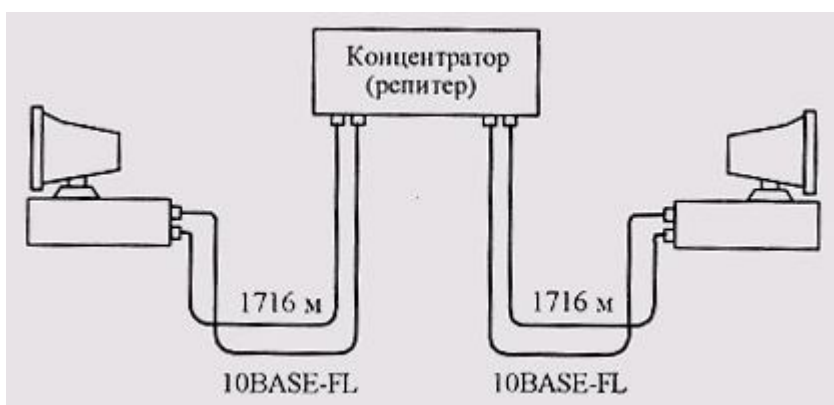 Концентратор
(репитер)
1716 м
1716 м
10BASE-FL
10BASE-FL